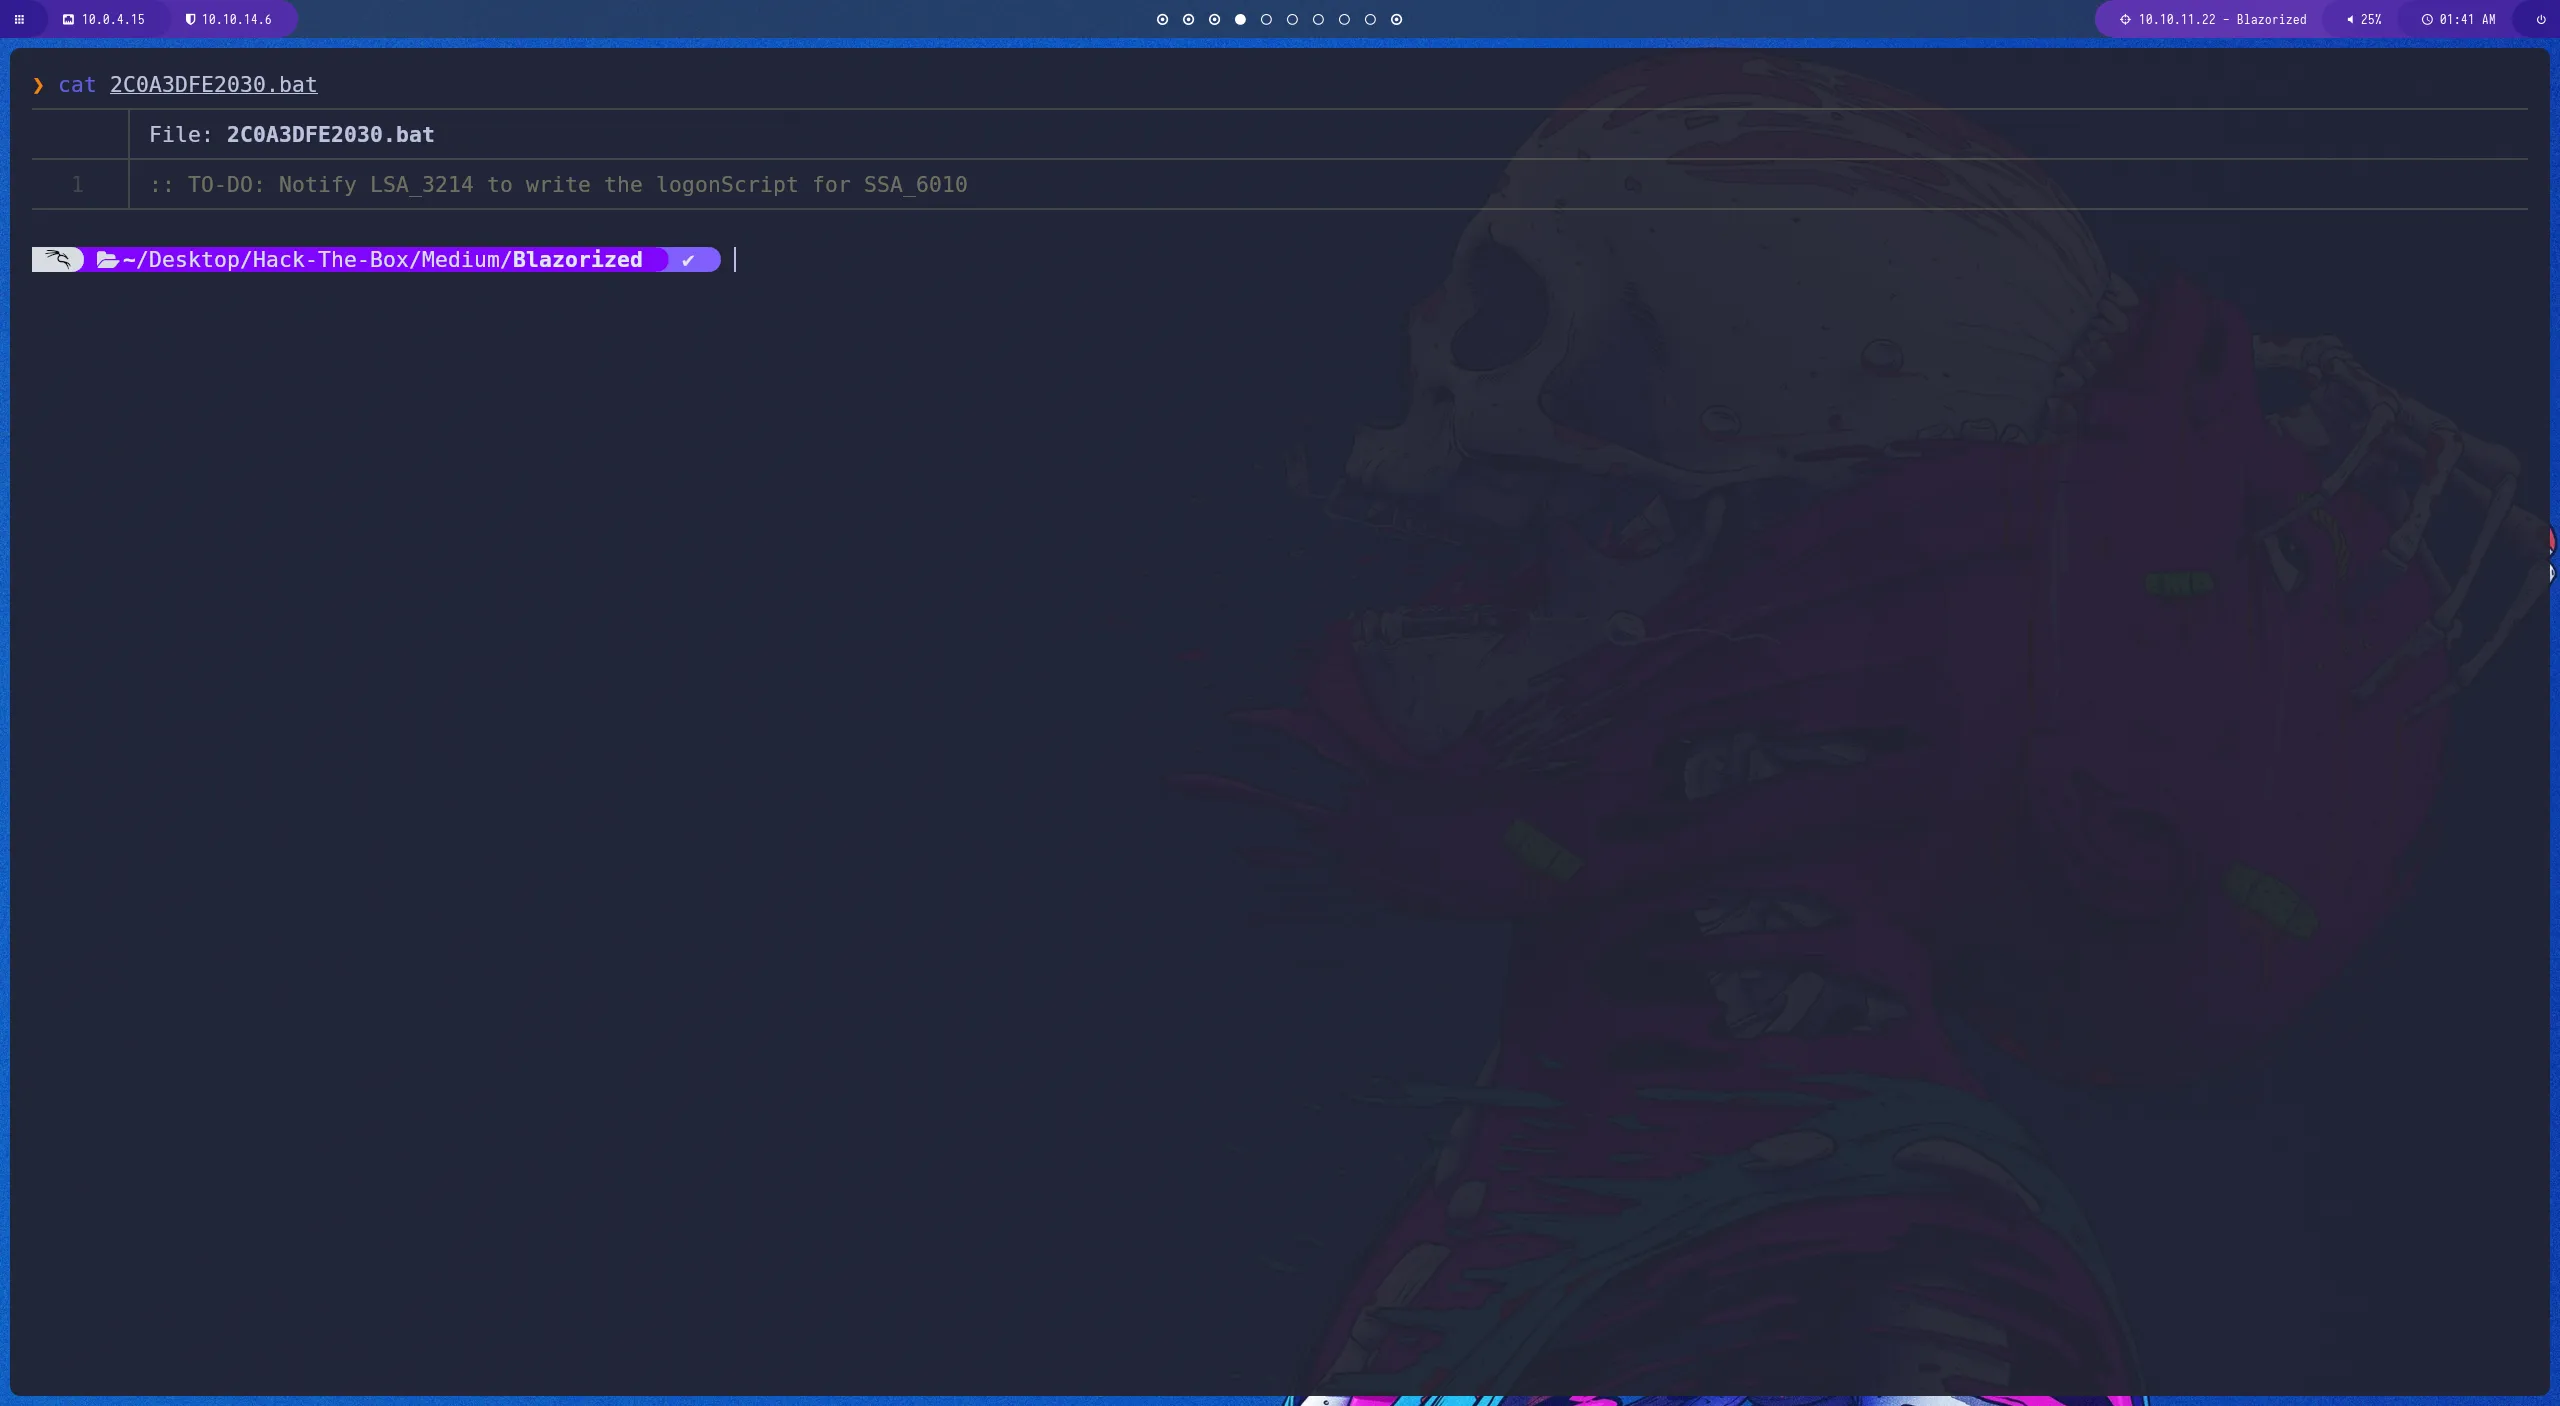 10.0.4.15 10.10.14.6 10.10.11.22 - Blazorized 25% 01:41 AM
❯ cat 2C0A3DFE2030.bat
File: 2C0A3DFE2030.bat
1 :: TO-DO: Notify LSA_3214 to write the logonScript for SSA_6010
~/Desktop/Hack-The-Box/Medium/Blazorized ✔